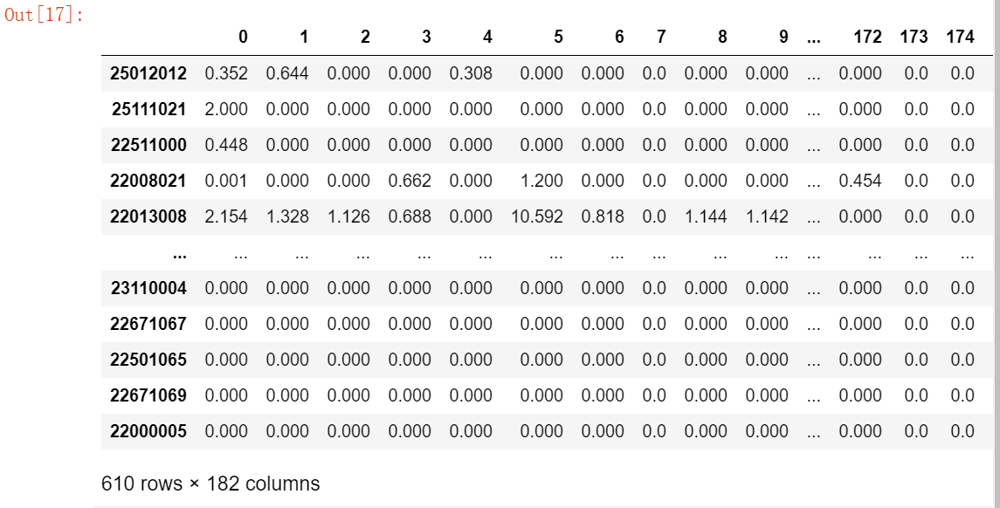 Out[17]:
0 1 2 3 4 5 6 7 8 9 ... 172 173 174
25012012 0.352 0.644 0.000 0.000 0.308 0.000 0.000 0.0 0.000 0.000 ... 0.000 0.0 0.0
25111021 2.000 0.000 0.000 0.000 0.000 0.000 0.000 0.0 0.000 0.000 ... 0.000 0.0 0.0
22511000 0.448 0.000 0.000 0.000 0.000 0.000 0.000 0.0 0.000 0.000 ... 0.000 0.0 0.0
22008021 0.001 0.000 0.000 0.662 0.000 1.200 0.000 0.0 0.000 0.000 ... 0.454 0.0 0.0
22013008 2.154 1.328 1.126 0.688 0.000 10.592 0.818 0.0 1.144 1.142 ... 0.000 0.0 0.0
... ... ... ... ... ... ... ... ... ... ... ... ... ... ...
23110004 0.000 0.000 0.000 0.000 0.000 0.000 0.000 0.0 0.000 0.000 ... 0.000 0.0 0.0
22671067 0.000 0.000 0.000 0.000 0.000 0.000 0.000 0.0 0.000 0.000 ... 0.000 0.0 0.0
22501065 0.000 0.000 0.000 0.000 0.000 0.000 0.000 0.0 0.000 0.000 ... 0.000 0.0 0.0
22671069 0.000 0.000 0.000 0.000 0.000 0.000 0.000 0.0 0.000 0.000 ... 0.000 0.0 0.0
22000005 0.000 0.000 0.000 0.000 0.000 0.000 0.000 0.0 0.000 0.000 ... 0.000 0.0 0.0
610 rows × 182 columns